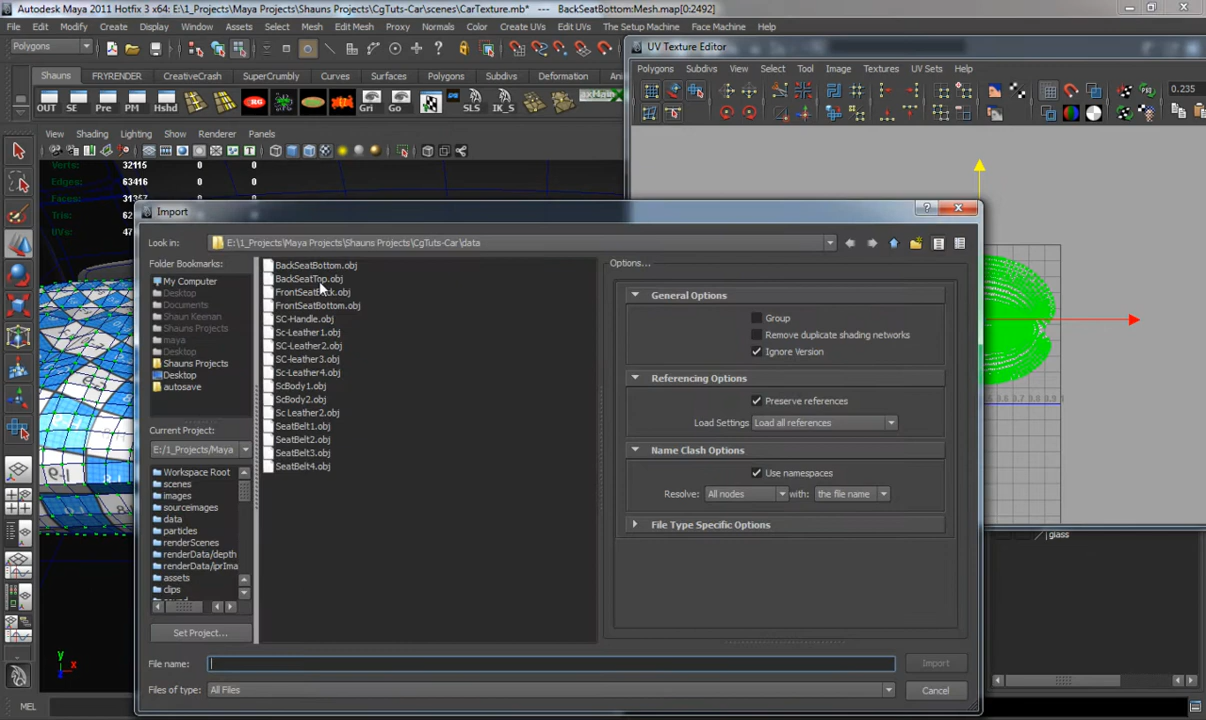 Autodesk Maya 2011 Hotfix 3 x64: E:\1_Projects\Maya Projects\Shauns Projects\CgTuts-Car\scenes\CarTexture.mb* --- BackSeatBottom:Mesh.map[0:2492]
File Edit Modify Create Display Window Assets Select Mesh Edit Mesh Proxy Normals Color Create UVs Edit UVs The Setup Machine Face Machine Help
Polygons
UV Texture Editor
Polygons Subdivs View Select Tool Image Textures UV Sets Help
Shauns FRYRENDER CreativeCrash SuperCrumbly Curves Surfaces Polygons Subdivs Deformation
0.235
OUT SE Pre PM Hshd Gri Go SLS IK_S
View Shading Lighting Show Renderer Panels
Verts: 32115 0 0
Edges: 63416 0 0
Faces: 31357 0 0
Tris: 0
UVs: 0
Import
Look in: E:\1_Projects\Maya Projects\Shauns Projects\CgTuts-Car\data
Folder Bookmarks:
My Computer
Desktop
Documents
Shaun Keenan
Shauns Projects
maya
Desktop
Shauns Projects
Desktop
autosave
Current Project:
E:/1_Projects/Maya
Workspace Root
scenes
images
sourceimages
data
particles
renderScenes
renderData/depth
renderData/prIma
assets
clips
Set Project...
BackSeatBottom.obj
BackSeatTop.obj
FrontSeatBack.obj
FrontSeatBottom.obj
SC-Handle.obj
Sc-Leather1.obj
SC-Leather2.obj
SC-leather3.obj
Sc-Leather4.obj
ScBody1.obj
ScBody2.obj
Sc Leather2.obj
SeatBelt1.obj
SeatBelt2.obj
SeatBelt3.obj
SeatBelt4.obj
Options...
General Options
Group
Remove duplicate shading networks
Ignore Version
Referencing Options
Preserve references
Load Settings Load all references
Name Clash Options
Use namespaces
Resolve: All nodes with: the file name
File Type Specific Options
glass
File name: Import
Files of type: All Files Cancel
y
x
MEL